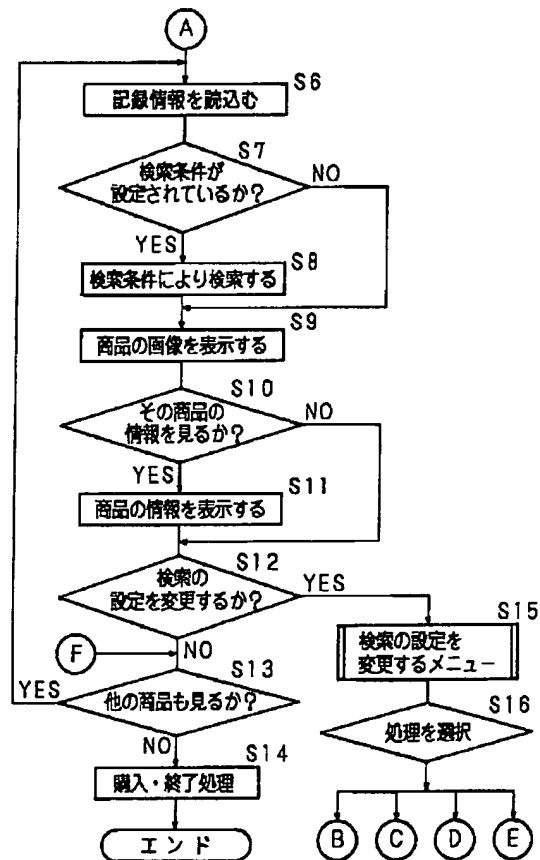 A
S6
記録情報を読込む
S7
検索条件が
設定されているか?
NO
YES
S8
検索条件により検索する
S9
商品の画像を表示する
S10
その商品の
情報を見るか?
NO
YES
S11
商品の情報を表示する
S12
検索の
設定を変更するか?
YES
S15
検索の設定を
変更するメニュー
F
NO
S13
YES
他の商品も見るか?
S16
処理を選択
NO
S14
購入・終了処理
エンド
B
C
D
E